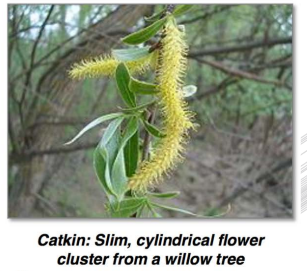 Catkin: Slim, cylindrical flower
cluster from a willow tree